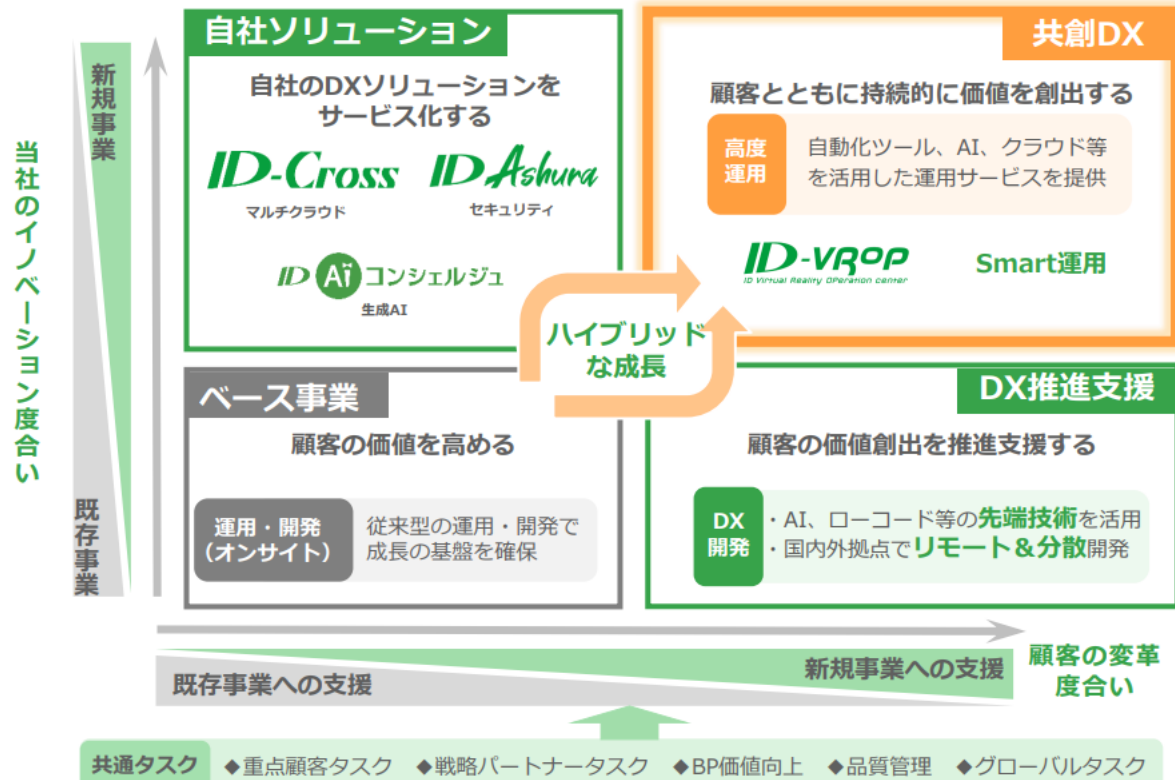 自社ソリューション
自社のDXソリューションを
サービス化する
ID-Cross
マルチクラウド
ID Ashura
セキュリティ
ID Ai コンシェルジュ
生成AI
共創DX
顧客とともに持続的に価値を創出する
高度
運用
自動化ツール、AI、クラウド等
を活用した運用サービスを提供
ID-VROP
ID Virtual Reality OPeration center
Smart運用
ハイブリッド
な成長
ベース事業
顧客の価値を高める
運用・開発
（オンサイト）
従来型の運用・開発で
成長の基盤を確保
DX推進支援
顧客の価値創出を推進支援する
DX
開発
・AI、ローコード等の先端技術を活用
・国内外拠点でリモート＆分散開発
当社のイノベーション度合い
新規事業
既存事業
既存事業への支援
新規事業への支援
顧客の変革
度合い
共通タスク
◆重点顧客タスク ◆戦略パートナータスク ◆BP価値向上 ◆品質管理 ◆グローバルタスク